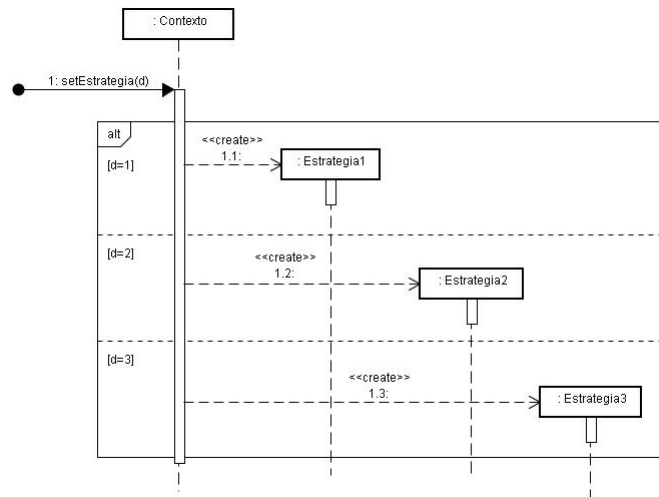 : Contexto
1: setEstrategia(d)
alt
<<create>>
[d=1]
1.1:
: Estrategia1
[d=2]
<<create>>
1.2:
: Estrategia2
[d=3]
<<create>>
1.3:
: Estrategia3